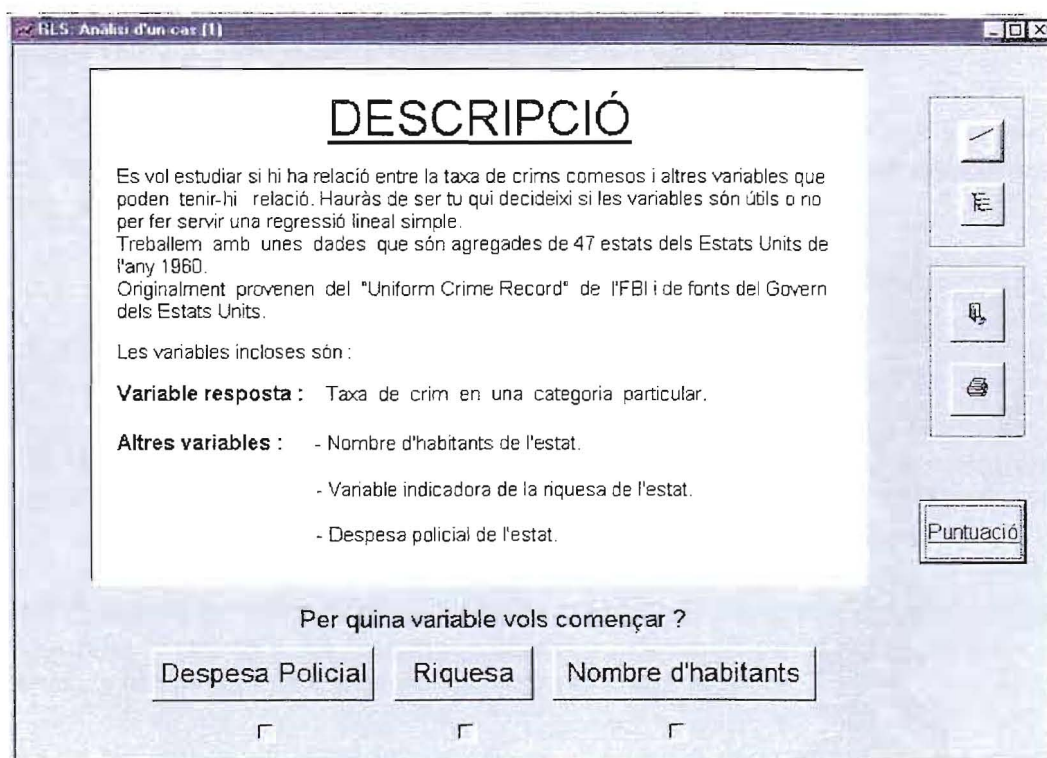 RLS: Anàlisi d'un cas (1)
DESCRIPCIÓ
Es vol estudiar si hi ha relació entre la taxa de crims comesos i altres variables que
poden tenir-hi relació. Hauràs de ser tu qui decideixi si les variables són útils o no
per fer servir una regressió lineal simple.
Treballem amb unes dades que són agregades de 47 estats dels Estats Units de
l'any 1960.
Originalment provenen del "Uniform Crime Record" de l'FBI i de fonts del Govern
dels Estats Units.
Les variables incloses són :
Variable resposta : Taxa de crim en una categoria particular.
Altres variables : - Nombre d'habitants de l'estat.
- Variable indicadora de la riquesa de l'estat.
- Despesa policial de l'estat.
Puntuació
Per quina variable vols començar ?
Despesa Policial Riquesa Nombre d'habitants